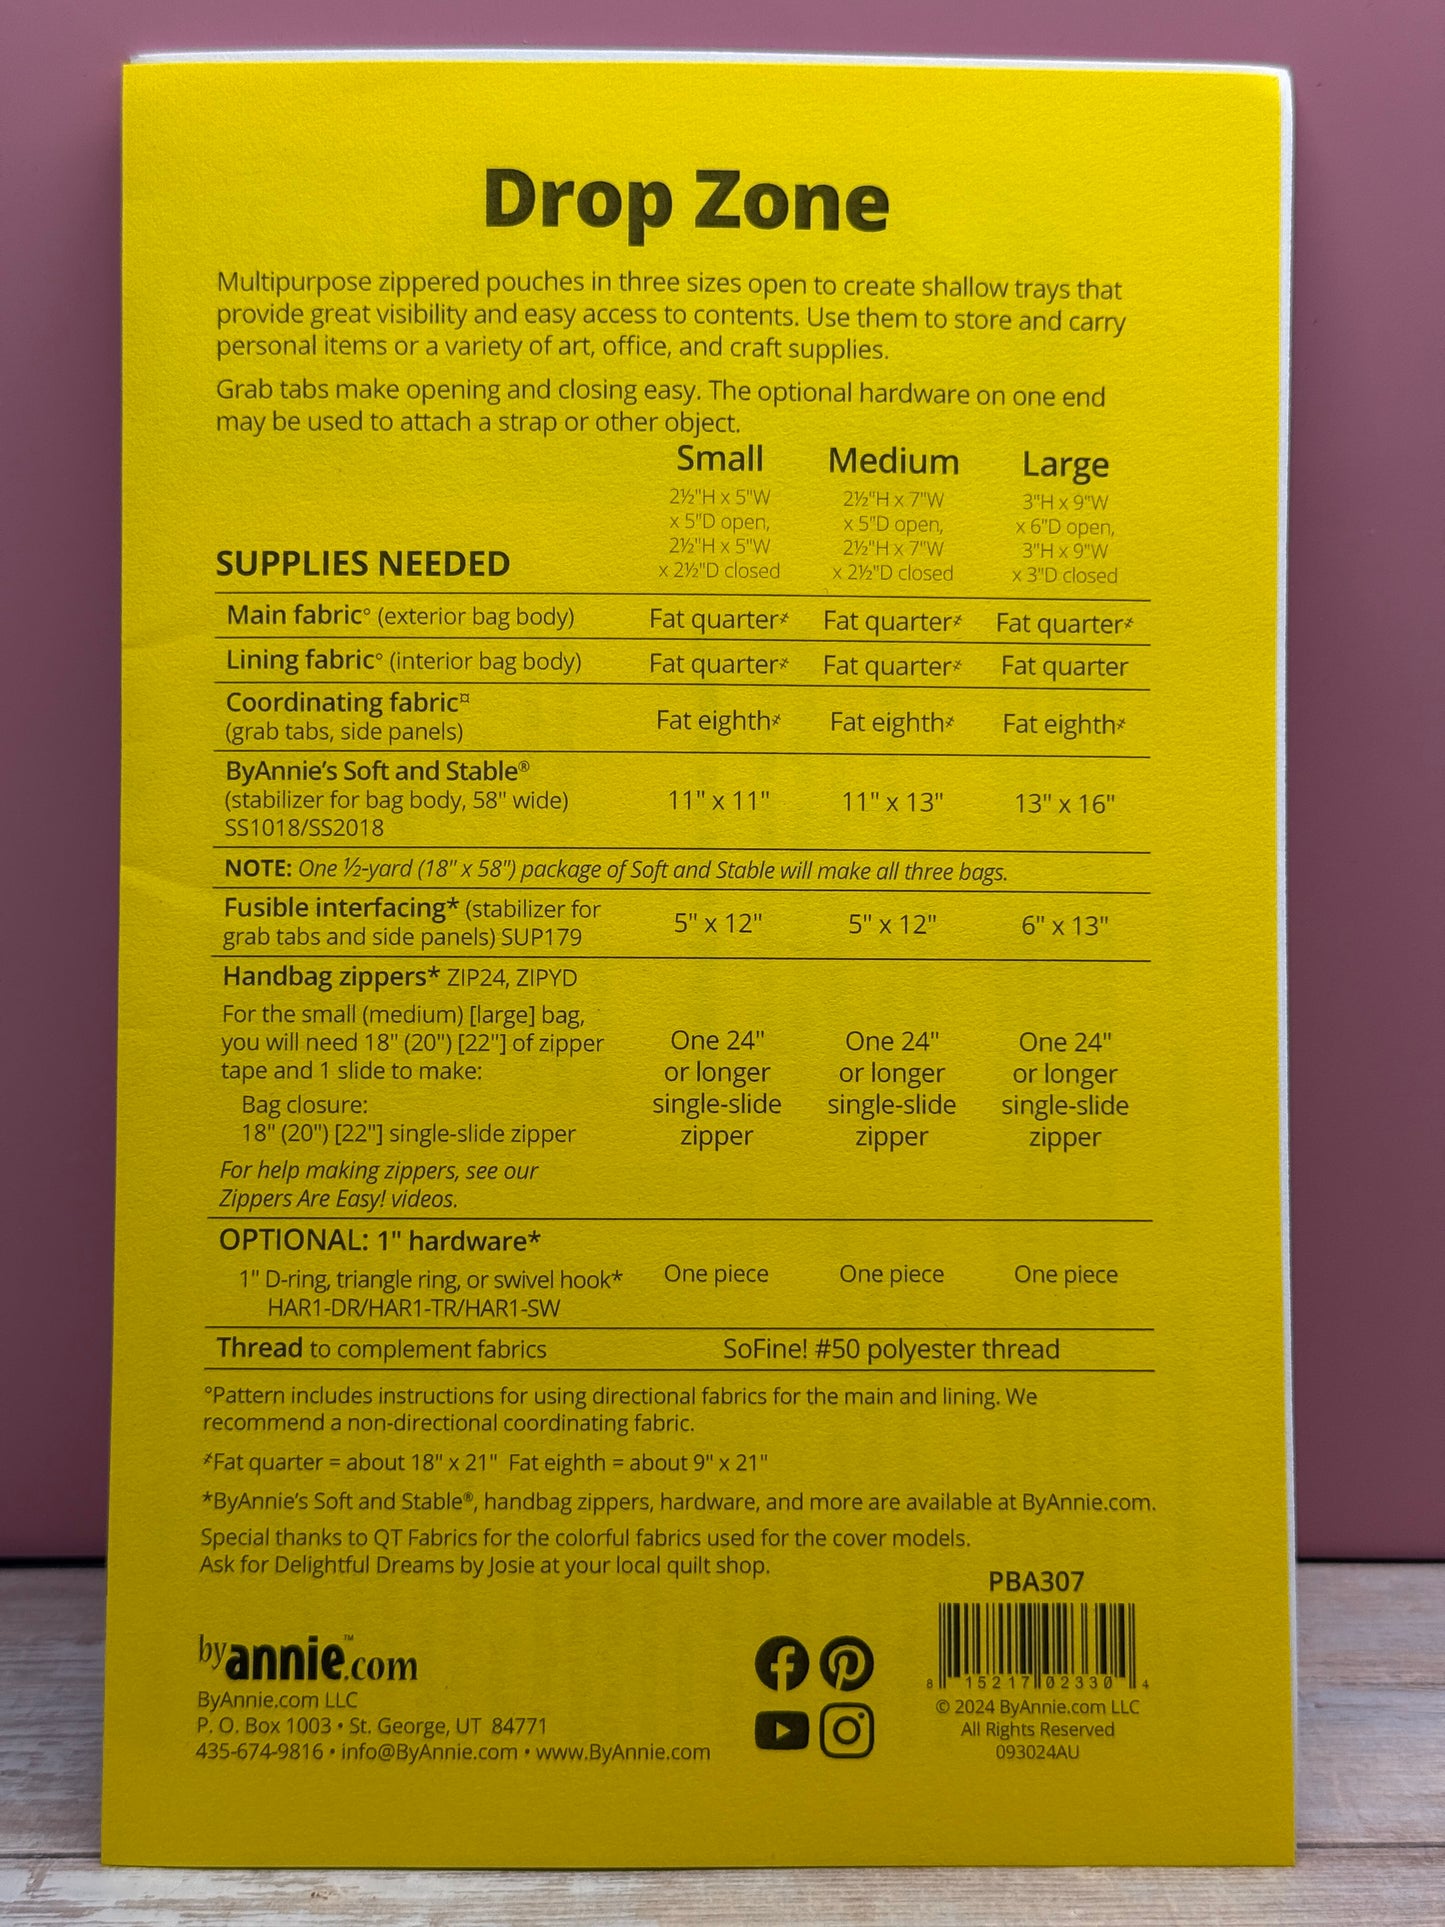 Drop Zone
Multipurpose zippered pouches in three sizes open to create shallow trays that
provide great visibility and easy access to contents. Use them to store and carry
personal items or a variety of art, office, and craft supplies.
Grab tabs make opening and closing easy. The optional hardware on one end
may be used to attach a strap or other object.
Small Medium Large
2½"H x 5"W 2½"H x 7"W 3"H x 9"W
x 5"D open, x 5"D open, x 6"D open,
2½"H x 5"W 2½"H x 7"W 3"H x 9"W
SUPPLIES NEEDED x 2½"D closed x 2½"D closed x 3"D closed
Main fabric° (exterior bag body) Fat quarter≠ Fat quarter≠ Fat quarter≠
Lining fabric° (interior bag body) Fat quarter≠ Fat quarter≠ Fat quarter
Coordinating fabric¤
(grab tabs, side panels) Fat eighth≠ Fat eighth≠ Fat eighth≠
ByAnnie's Soft and Stable®
(stabilizer for bag body, 58" wide) 11" x 11" 11" x 13" 13" x 16"
SS1018/SS2018
NOTE: One ½-yard (18" x 58") package of Soft and Stable will make all three bags.
Fusible interfacing* (stabilizer for
grab tabs and side panels) SUP179 5" x 12" 5" x 12" 6" x 13"
Handbag zippers* ZIP24, ZIPYD
For the small (medium) [large] bag,
you will need 18" (20") [22"] of zipper One 24" One 24" One 24"
tape and 1 slide to make: or longer or longer or longer
Bag closure: single-slide single-slide single-slide
18" (20") [22"] single-slide zipper zipper zipper zipper
For help making zippers, see our
Zippers Are Easy! videos.
OPTIONAL: 1" hardware*
1" D-ring, triangle ring, or swivel hook* One piece One piece One piece
HAR1-DR/HAR1-TR/HAR1-SW
Thread to complement fabrics SoFine! #50 polyester thread
°Pattern includes instructions for using directional fabrics for the main and lining. We
recommend a non-directional coordinating fabric.
≠Fat quarter = about 18" x 21" Fat eighth = about 9" x 21"
*ByAnnie's Soft and Stable®, handbag zippers, hardware, and more are available at ByAnnie.com.
Special thanks to QT Fabrics for the colorful fabrics used for the cover models.
Ask for Delightful Dreams by Josie at your local quilt shop.
PBA307
byannie.com™
8 15217 02330 4
ByAnnie.com LLC
P. O. Box 1003 • St. George, UT 84771
435-674-9816 • info@ByAnnie.com • www.ByAnnie.com
© 2024 ByAnnie.com LLC
All Rights Reserved
093024AU